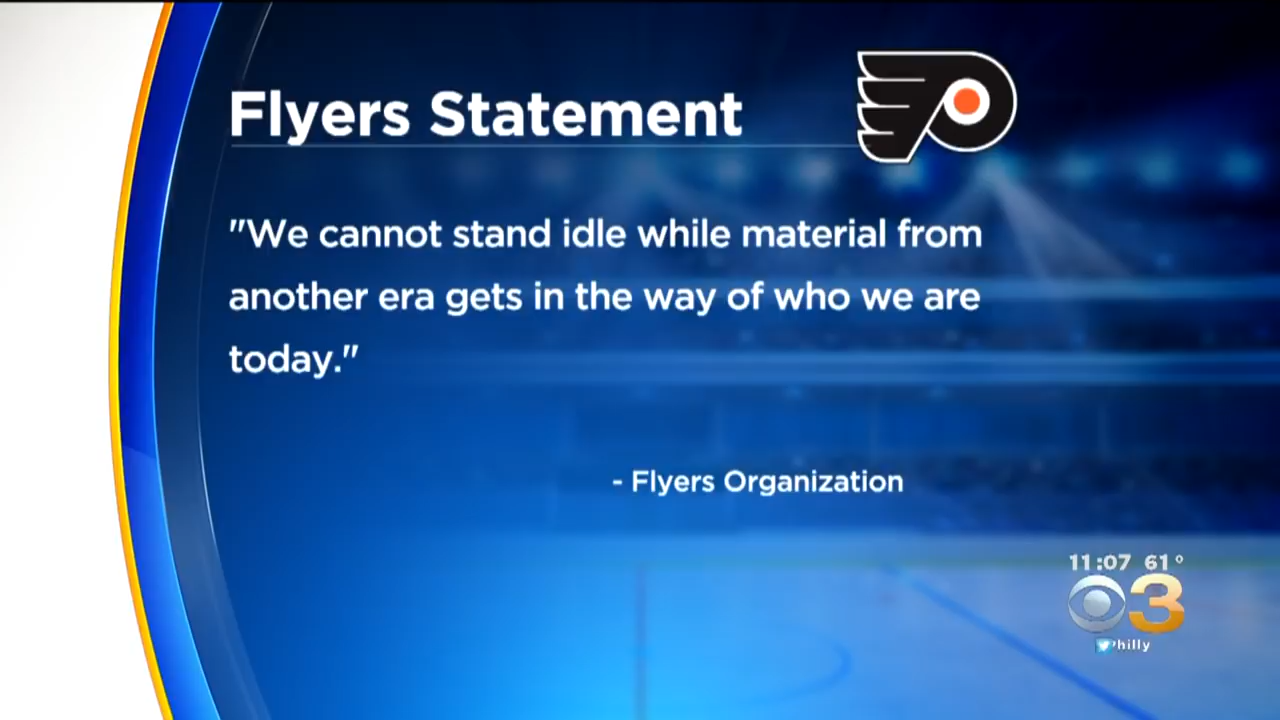 Flyers Statement
"We cannot stand idle while material from
another era gets in the way of who we are
today."
- Flyers Organization
11:07 61°
3
Philly